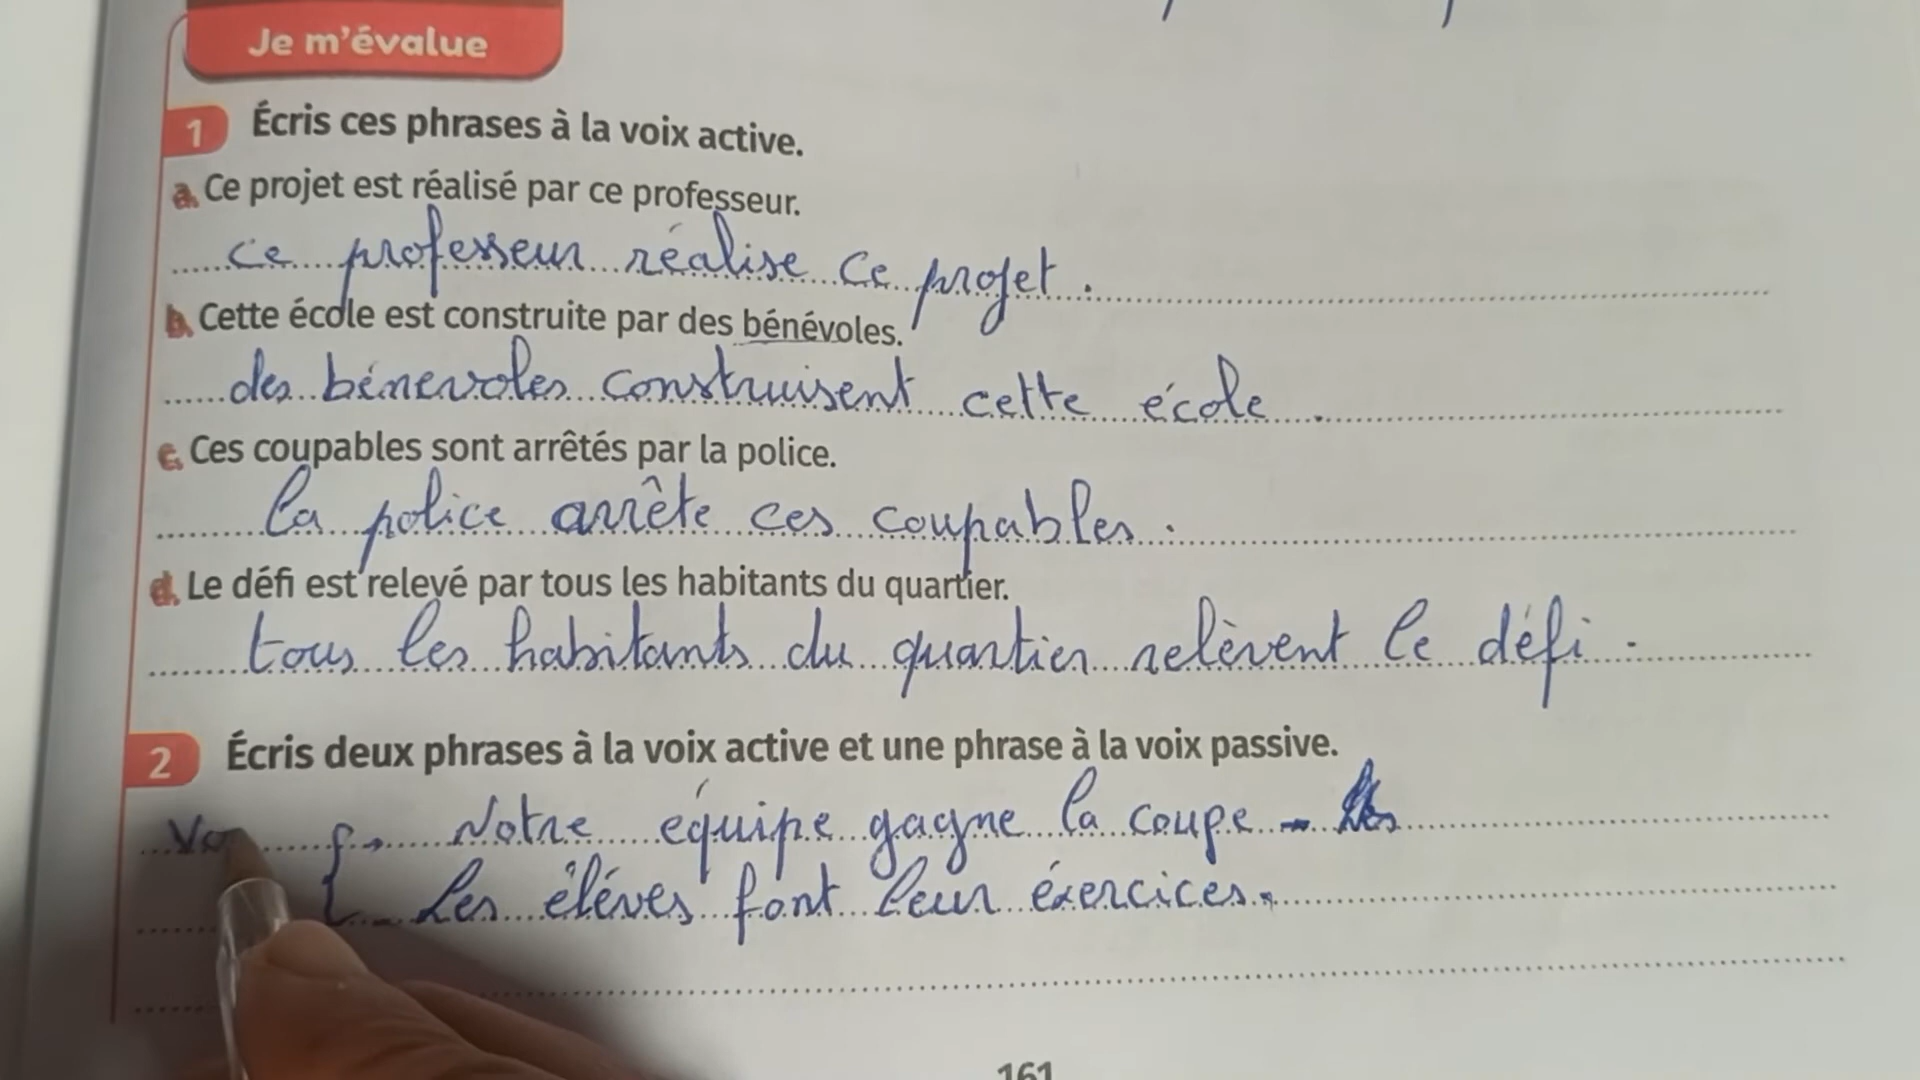 Je m'évalue
1 Écris ces phrases à la voix active.
a. Ce projet est réalisé par ce professeur.
ce professeur réalise ce projet.
b. Cette école est construite par des bénévoles.
des bénevoles construisent cette école.
c. Ces coupables sont arrêtés par la police.
la police arrête ces coupables.
d. Le défi est relevé par tous les habitants du quartier.
tous les habitants du quartier relèvent le défi.
2 Écris deux phrases à la voix active et une phrase à la voix passive.
Notre équipe gagne la coupe
Les éléves font leur éxercices.
161